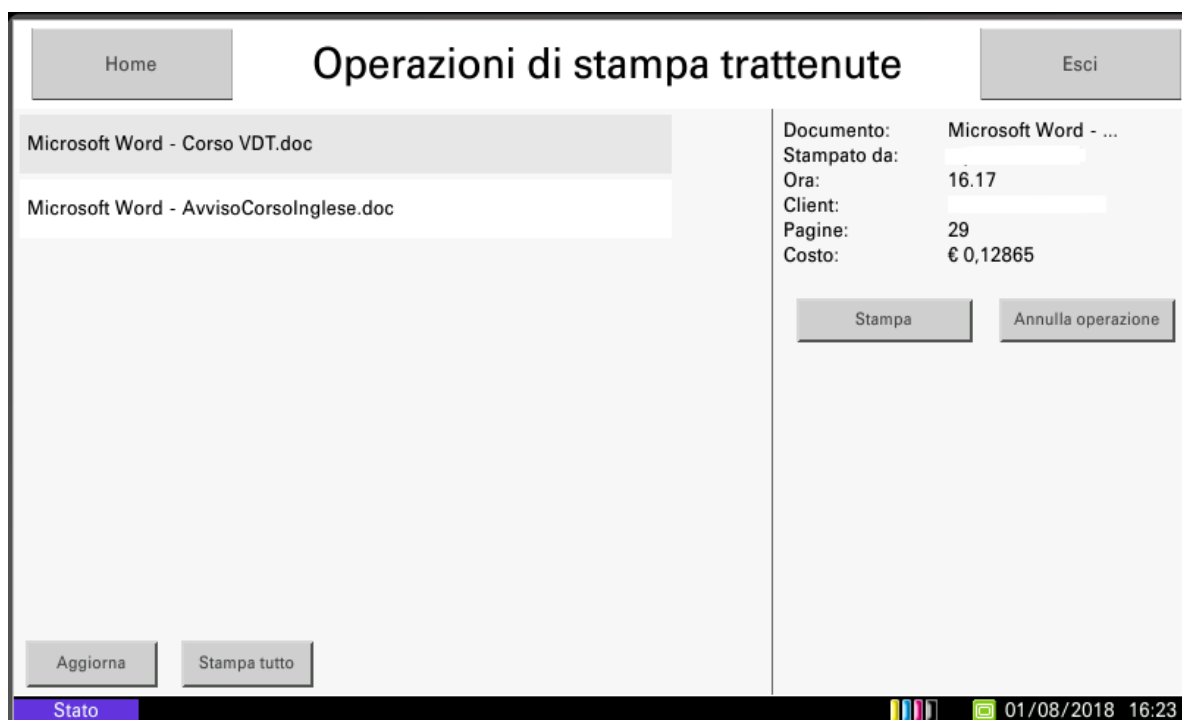 Home
Operazioni di stampa trattenute
Esci
Microsoft Word - Corso VDT.doc
Microsoft Word - AvvisoCorsoInglese.doc
Documento: Microsoft Word - ...
Stampato da:
Ora: 16.17
Client:
Pagine: 29
Costo: € 0,12865
Stampa
Annulla operazione
Aggiorna
Stampa tutto
Stato
01/08/2018 16:23